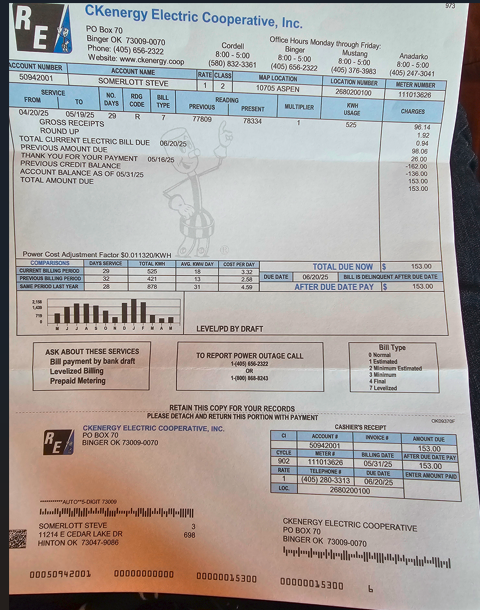 973
RE
CKenergy Electric Cooperative, Inc.
PO Box 70
Binger OK 73009-0070
Phone: (405) 656-2322
Website: www.ckenergy.coop
Office Hours Monday through Friday:
Cordell
8:00 - 5:00
(580) 832-3361
Binger
8:00 - 5:00
(405) 656-2322
Mustang
8:00 - 5:00
(405) 376-3983
Anadarko
8:00 - 5:00
(405) 247-3041
ACCOUNT NUMBER ACCOUNT NAME RATE CLASS MAP LOCATION LOCATION NUMBER METER NUMBER
50942001 SOMERLOTT STEVE 1 2 10705 ASPEN 2680200100 111013626
SERVICE FROM TO NO. DAYS RDG CODE BILL TYPE READING PREVIOUS PRESENT MULTIPLIER KWH USAGE CHARGES
04/20/25 05/19/25 29 R 7 77809 78334 1 525 96.14
GROSS RECEIPTS 1.92
ROUND UP 0.94
TOTAL CURRENT ELECTRIC BILL DUE 06/20/25 98.06
PREVIOUS AMOUNT DUE 26.00
THANK YOU FOR YOUR PAYMENT 05/16/25 -162.00
PREVIOUS CREDIT BALANCE -136.00
ACCOUNT BALANCE AS OF 05/31/25 153.00
TOTAL AMOUNT DUE 153.00
Power Cost Adjustment Factor $0.011320/KWH
COMPARISONS DAYS SERVICE TOTAL KWH AVG. KWH/ DAY COST PER DAY
CURRENT BILLING PERIOD 29 525 18 3.32
PREVIOUS BILLING PERIOD 32 421 13 2.58
SAME PERIOD LAST YEAR 28 878 31 4.59
TOTAL DUE NOW $ 153.00
DUE DATE 06/20/25 BILL IS DELINQUENT AFTER DUE DATE
AFTER DUE DATE PAY $ 153.00
2,158
1,439
719
0
M J J A S O N D J F M A M
LEVEL/PD BY DRAFT
ASK ABOUT THESE SERVICES
Bill payment by bank draft
Levelized Billing
Prepaid Metering
TO REPORT POWER OUTAGE CALL
1-(405) 656-2322
OR
1-(800) 868-8243
Bill Type
0 Normal
1 Estimated
2 Minimum Estimated
3 Minimum
4 Final
7 Levelized
RETAIN THIS COPY FOR YOUR RECORDS
PLEASE DETACH AND RETURN THIS PORTION WITH PAYMENT
RE
CKENERGY ELECTRIC COOPERATIVE, INC.
PO BOX 70
BINGER OK 73009-0070
CASHIER'S RECEIPT
CI ACCOUNT # INVOICE # AMOUNT DUE
50942001 153.00
CYCLE METER # BILLING DATE AFTER DUE DATE PAY
902 111013626 05/31/25 153.00
RATE TELEPHONE # DUE DATE ENTER AMOUNT PAID
1 (405) 280-3313 06/20/25
LOC. 2680200100
**********AUTO**5-DIGIT 73009
SOMERLOTT STEVE 3
11214 E CEDAR LAKE DR 698
HINTON OK 73047-9086
CKENERGY ELECTRIC COOPERATIVE
PO BOX 70
BINGER OK 73009-0070
00050942001 00000000000 00000015300 00000015300 6